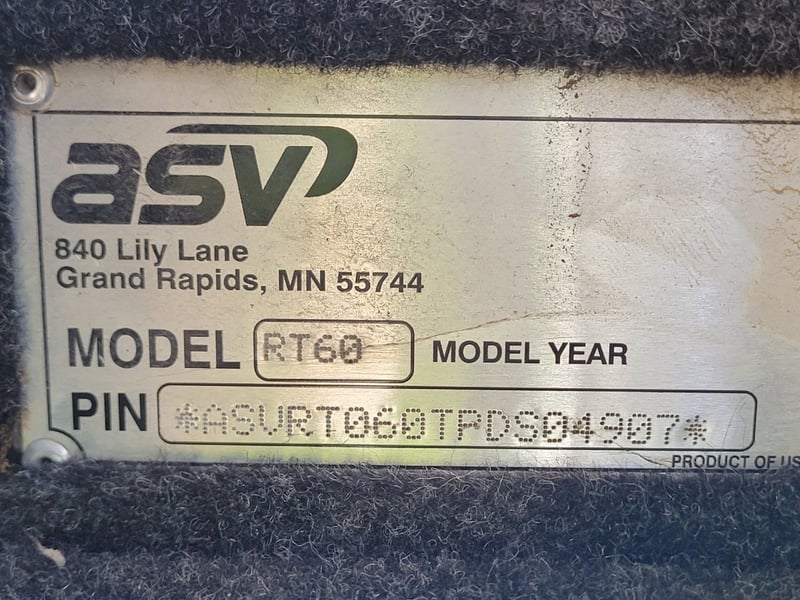 asv
840 Lily Lane
Grand Rapids, MN 55744
MODEL RT60 MODEL YEAR
PIN *ASVRT060TPDS04907*
PRODUCT OF US